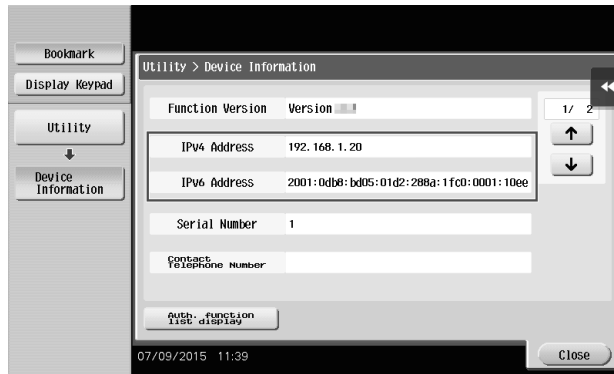 Bookmark
Display Keypad
Utility
Device
Information
Utility > Device Information
Function Version Version
IPv4 Address 192.168.1.20
IPv6 Address 2001:0db8:bd05:01d2:288a:1fc0:0001:10ee
Serial Number 1
Contact
Telephone Number
1/ 2
Auth. function
list display
07/09/2015 11:39
Close